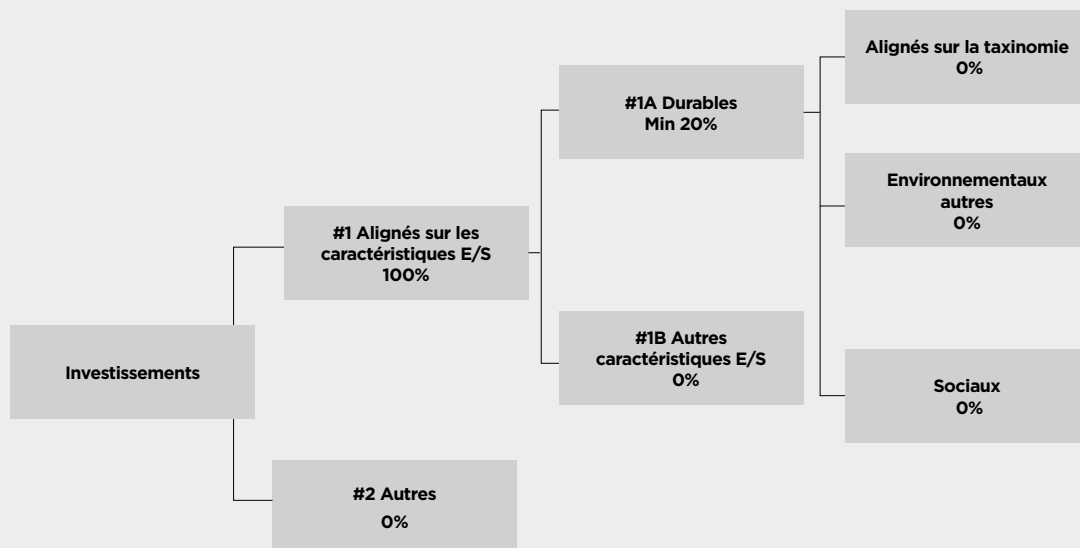 Investissements
#1 Alignés sur les
caractéristiques E/S
100%
#2 Autres
0%
#1A Durables
Min 20%
#1B Autres
caractéristiques E/S
0%
Alignés sur la taxinomie
0%
Environnementaux
autres
0%
Sociaux
0%